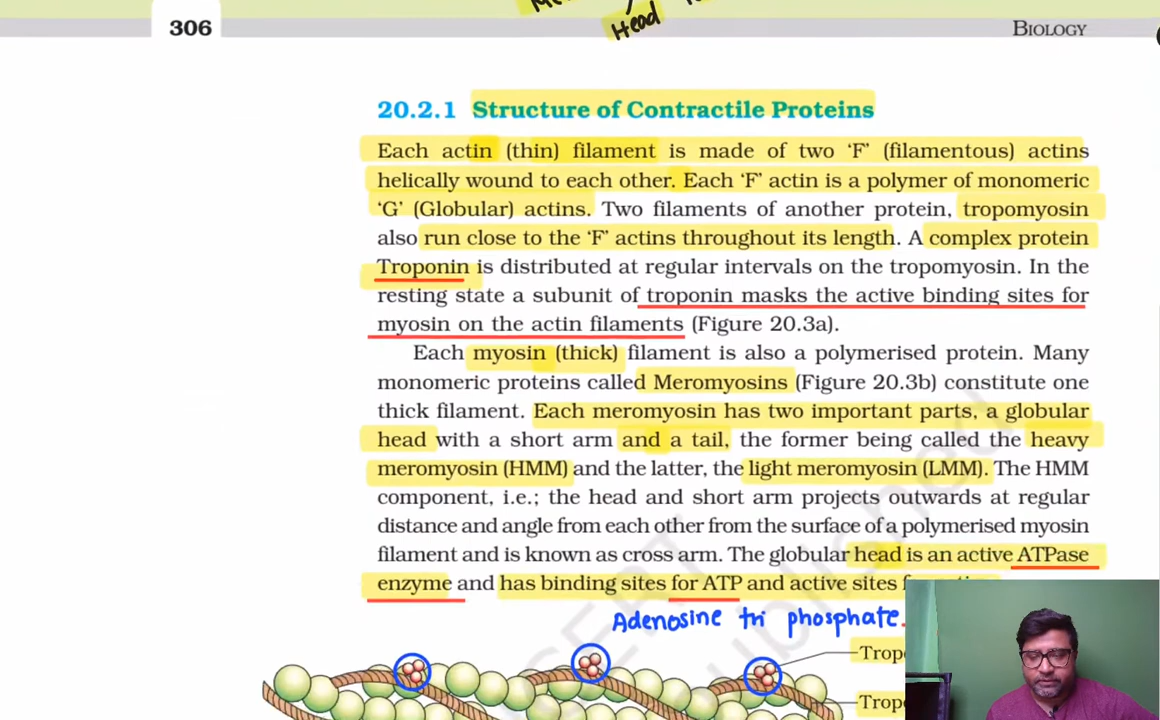 Head
306
BIOLOGY
20.2.1 Structure of Contractile Proteins
Each actin (thin) filament is made of two ‘F’ (filamentous) actins
helically wound to each other. Each ‘F’ actin is a polymer of monomeric
‘G’ (Globular) actins. Two filaments of another protein, tropomyosin
also run close to the ‘F’ actins throughout its length. A complex protein
Troponin is distributed at regular intervals on the tropomyosin. In the
resting state a subunit of troponin masks the active binding sites for
myosin on the actin filaments (Figure 20.3a).
Each myosin (thick) filament is also a polymerised protein. Many
monomeric proteins called Meromyosins (Figure 20.3b) constitute one
thick filament. Each meromyosin has two important parts, a globular
head with a short arm and a tail, the former being called the heavy
meromyosin (HMM) and the latter, the light meromyosin (LMM). The HMM
component, i.e.; the head and short arm projects outwards at regular
distance and angle from each other from the surface of a polymerised myosin
filament and is known as cross arm. The globular head is an active ATPase
enzyme and has binding sites for ATP and active sites
Adenosine tri phosphate.
Trop
Trop